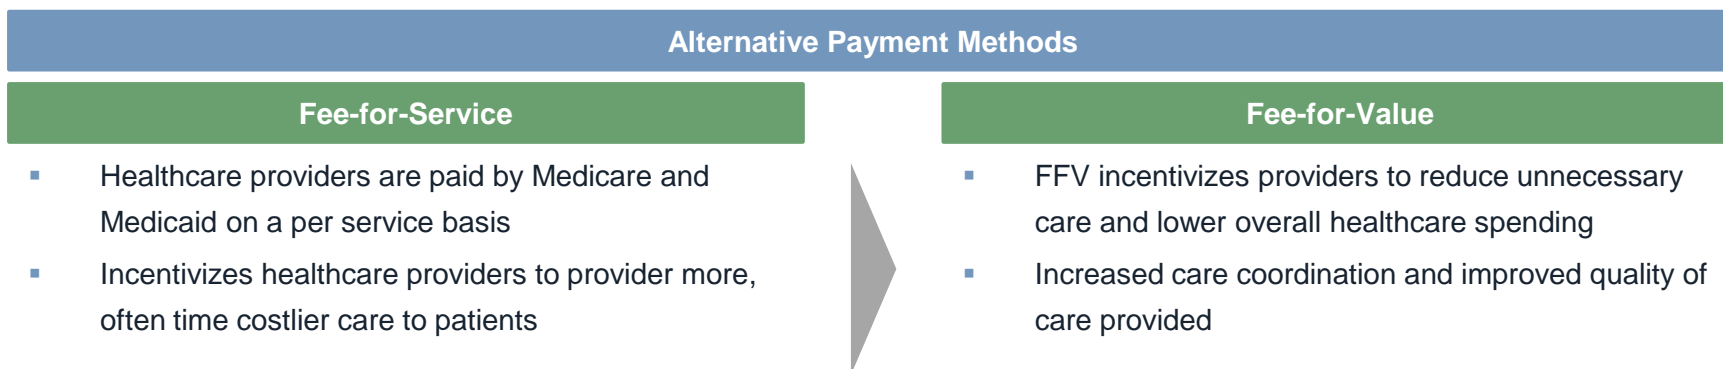 Alternative Payment Methods
Fee-for-Service
Healthcare providers are paid by Medicare and
Medicaid on a per service basis
Incentivizes healthcare providers to provider more,
often time costlier care to patients
Fee-for-Value
FFV incentivizes providers to reduce unnecessary
care and lower overall healthcare spending
Increased care coordination and improved quality of
care provided